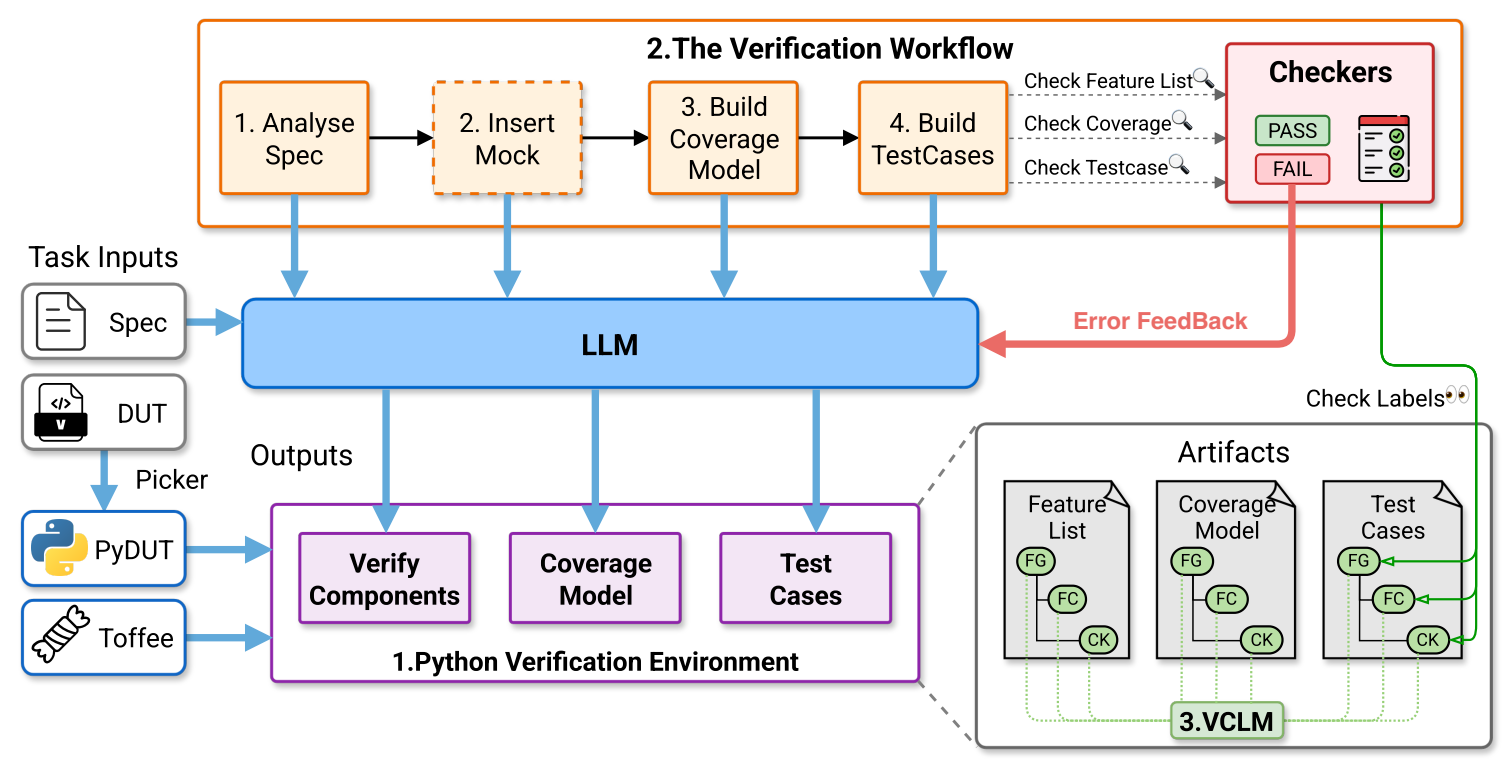 2.The Verification Workflow
1. Analyse
Spec
2. Insert
Mock
3. Build
Coverage
Model
4. Build
TestCases
Check Feature List
Check Coverage
Check Testcase
Checkers
PASS
FAIL
Task Inputs
Spec
DUT
Picker
PyDUT
Toffee
LLM
Error FeedBack
Check Labels
Outputs
Verify
Components
Coverage
Model
Test
Cases
1.Python Verification Environment
Artifacts
Feature
List
FG
FC
CK
Coverage
Model
FG
FC
CK
Test
Cases
FG
FC
CK
3.VCLM